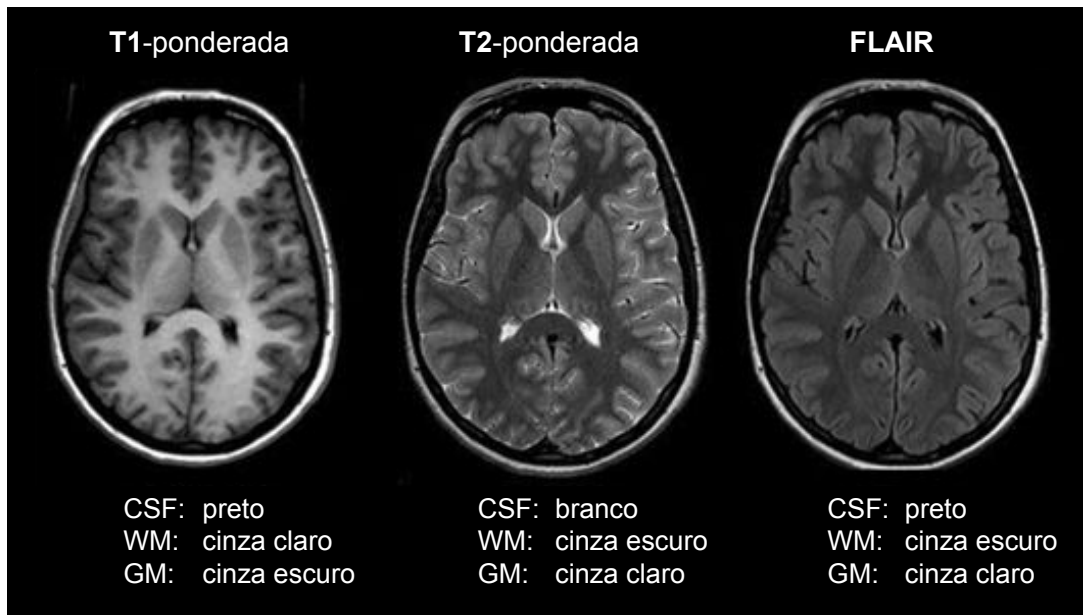 T1-ponderada
T2-ponderada
FLAIR
CSF: preto
WM: cinza claro
GM: cinza escuro
CSF: branco
WM: cinza escuro
GM: cinza claro
CSF: preto
WM: cinza escuro
GM: cinza claro